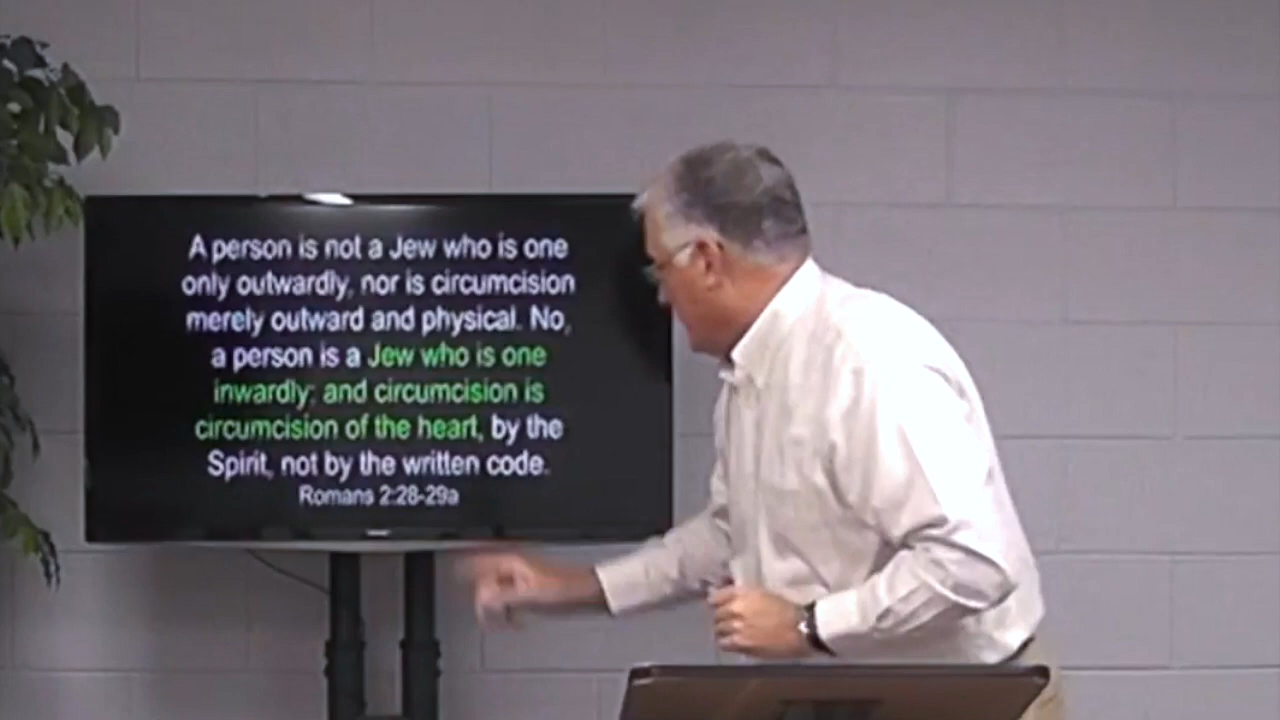 A person is not a Jew who is one
only outwardly, nor is circumcision
merely outward and physical. No,
a person is a Jew who is one
inwardly; and circumcision is
circumcision of the heart, by the
Spirit, not by the written code.
Romans 2:28-29a